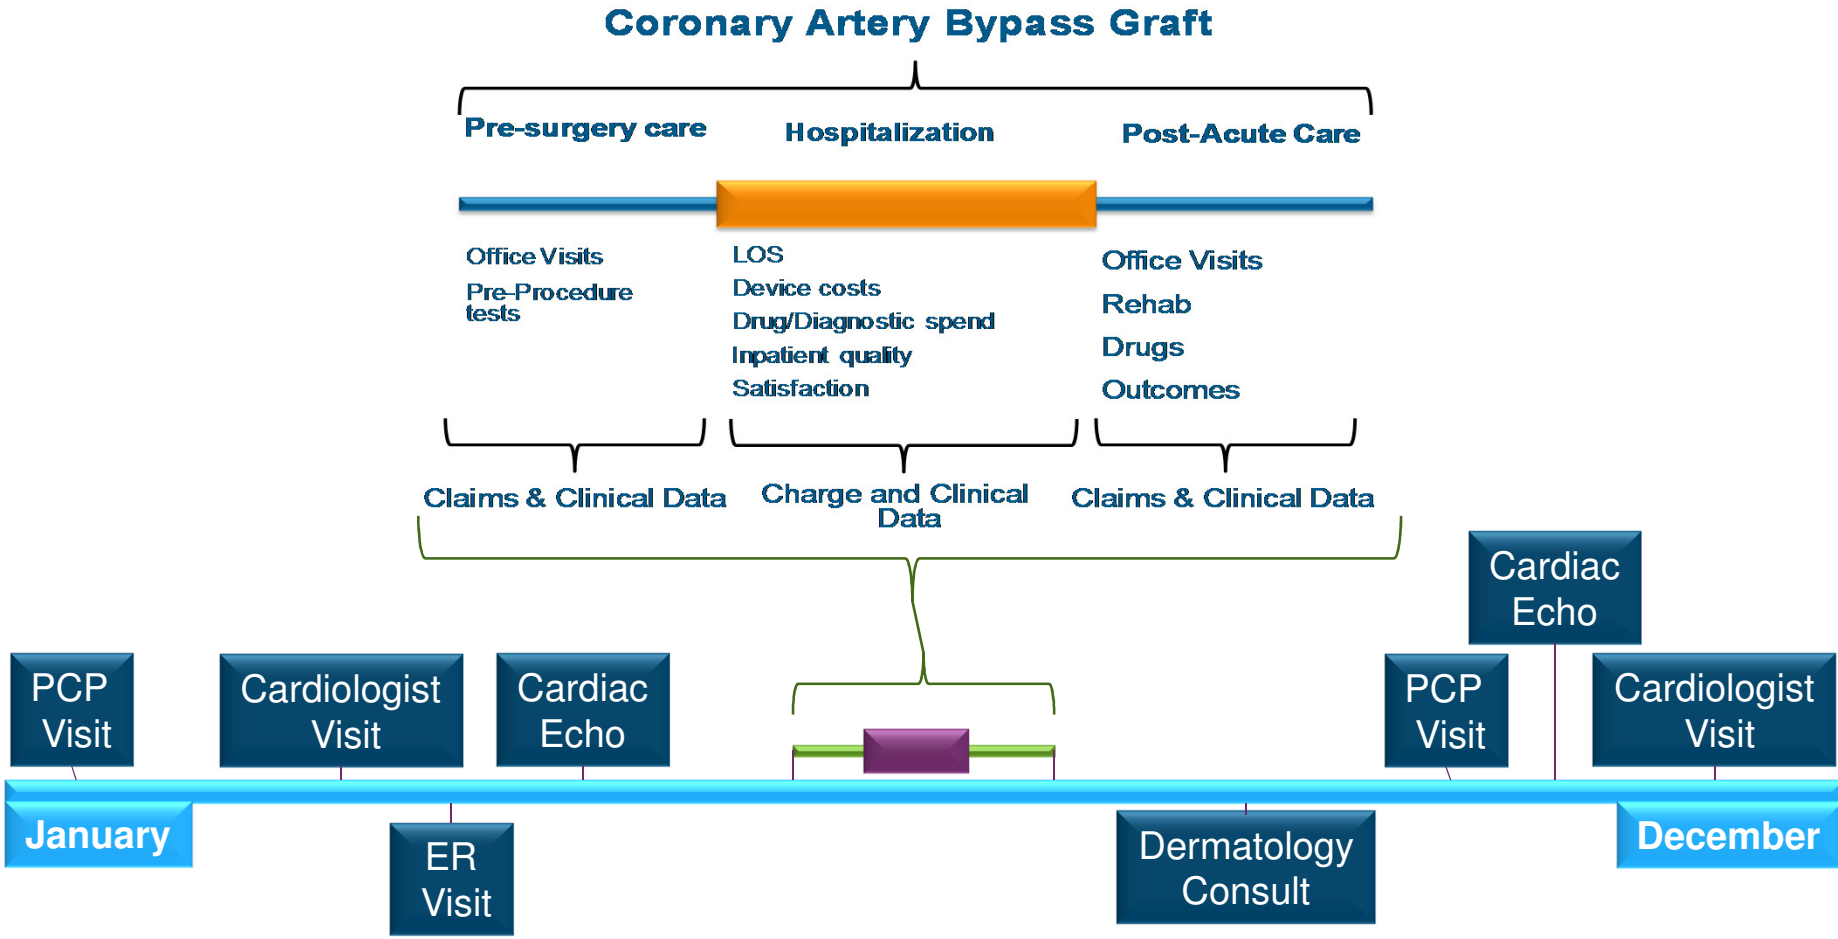 Coronary Artery Bypass Graft
Pre-surgery care
Hospitalization
Post-Acute Care
Office Visits
Pre-Procedure
tests
LOS
Device costs
Drug/Diagnostic spend
Inpatient quality
Satisfaction
Office Visits
Rehab
Drugs
Outcomes
Claims & Clinical Data
Charge and Clinical
Data
Claims & Clinical Data
PCP
Visit
Cardiologist
Visit
Cardiac
Echo
PCP
Visit
Cardiac
Echo
Cardiologist
Visit
January
ER
Visit
Dermatology
Consult
December